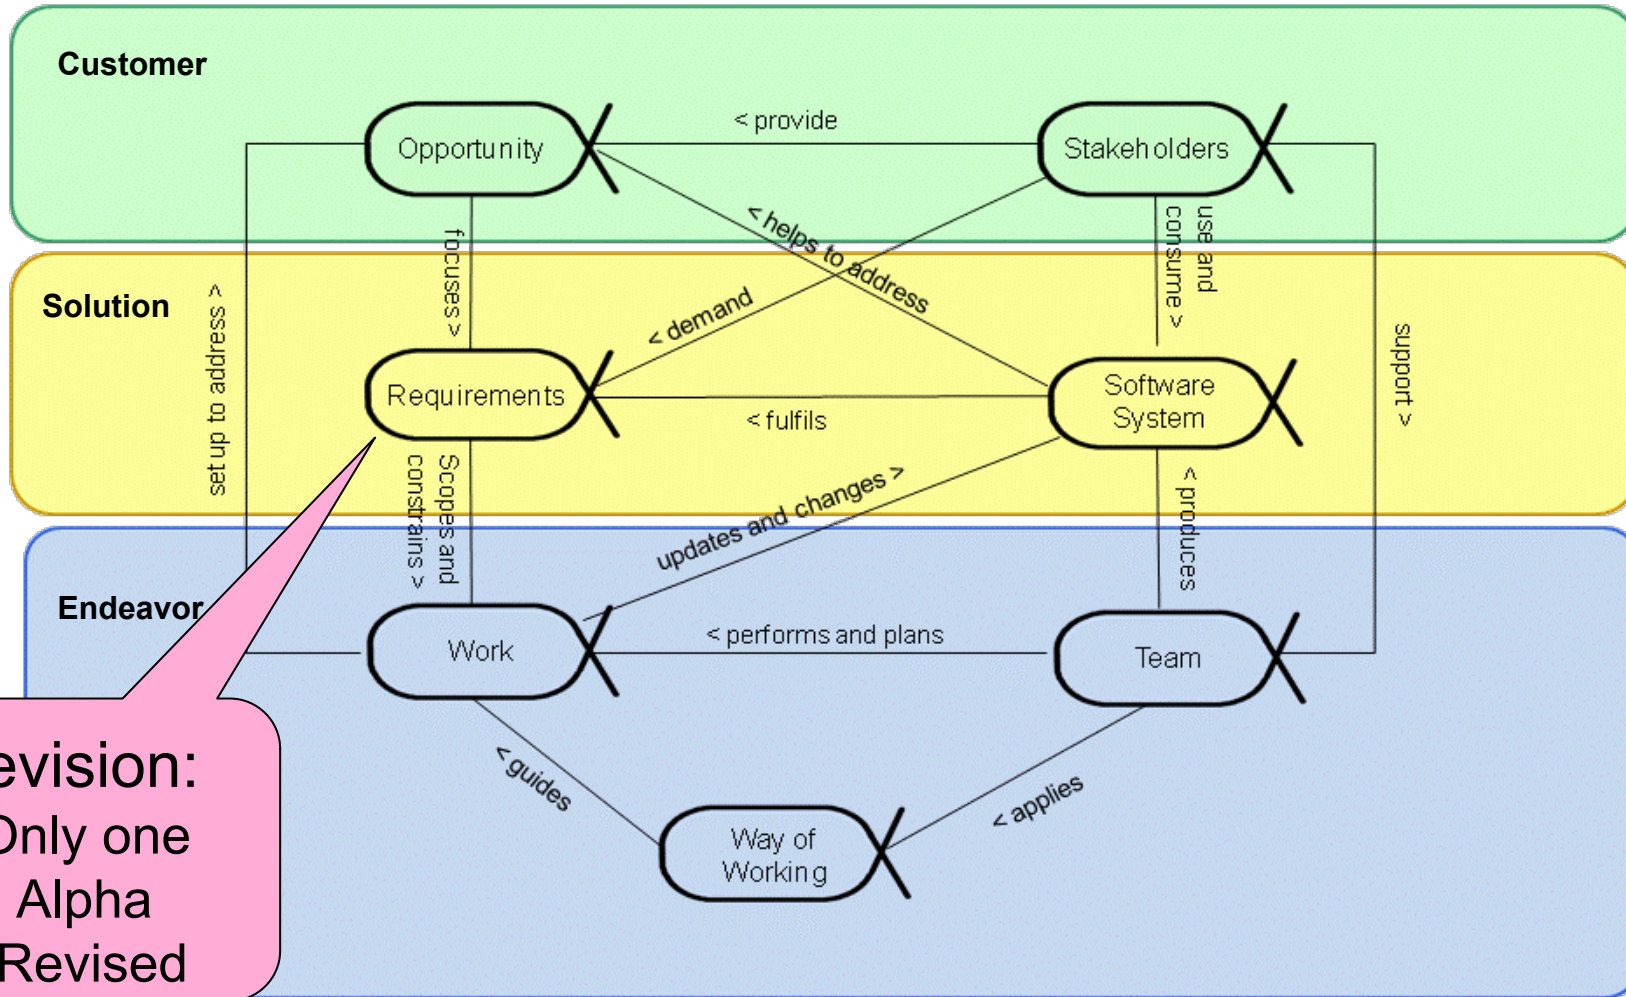 Customer
Opportunity
< provide
Stakeholders
focuses >
< helps to address
use and
consume >
Solution
set up to address >
< demand
support >
Requirements
< fulfils
Software
System
Scopes and
constrains >
updates and changes >
< produces
Endeavor
Work
< performs and plans
Team
< guides
< applies
Way of
Working
evision:
Only one
Alpha
Revised